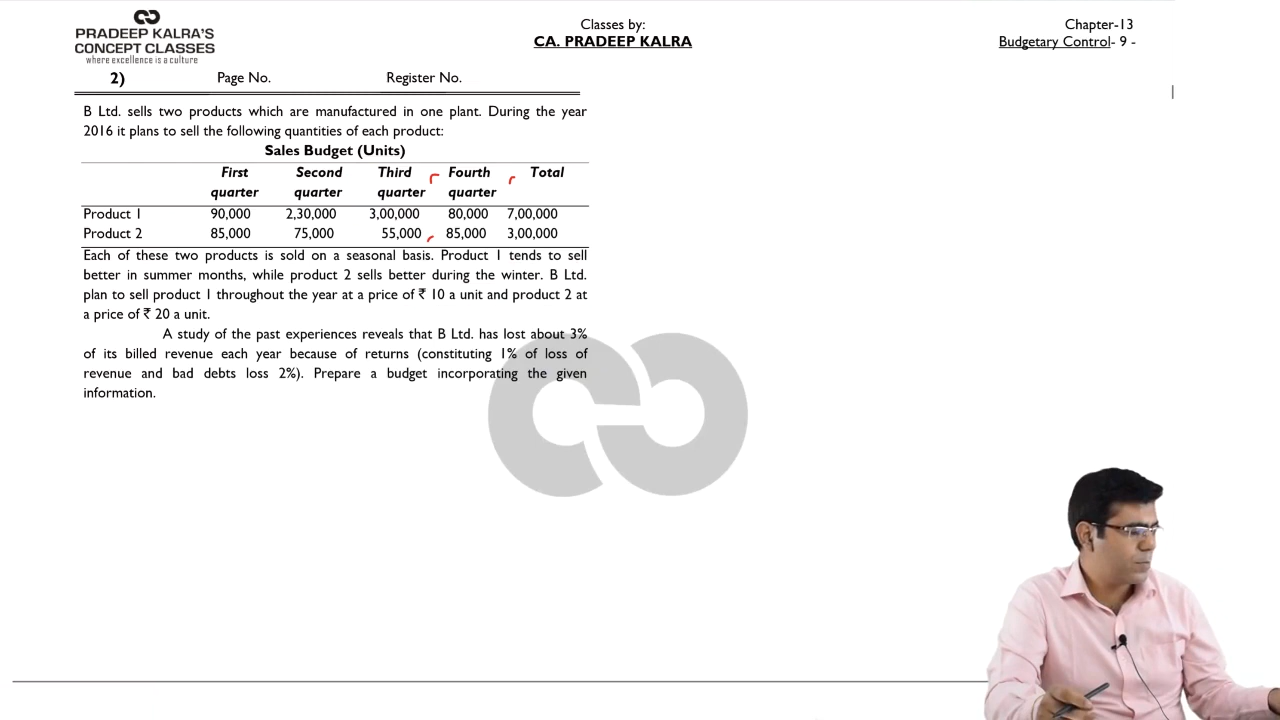 PRADEEP KALRA'S
CONCEPT CLASSES
where excellence is a culture
Classes by:
CA. PRADEEP KALRA
Chapter-13
Budgetary Control- 9 -
2) Page No. Register No.
B Ltd. sells two products which are manufactured in one plant. During the year
2016 it plans to sell the following quantities of each product:
Sales Budget (Units)
First Second Third Fourth Total
quarter quarter quarter quarter
Product 1 90,000 2,30,000 3,00,000 80,000 7,00,000
Product 2 85,000 75,000 55,000 85,000 3,00,000
Each of these two products is sold on a seasonal basis. Product 1 tends to sell
better in summer months, while product 2 sells better during the winter. B Ltd.
plan to sell product 1 throughout the year at a price of ₹ 10 a unit and product 2 at
a price of ₹ 20 a unit.
A study of the past experiences reveals that B Ltd. has lost about 3%
of its billed revenue each year because of returns (constituting 1% of loss of
revenue and bad debts loss 2%). Prepare a budget incorporating the given
information.